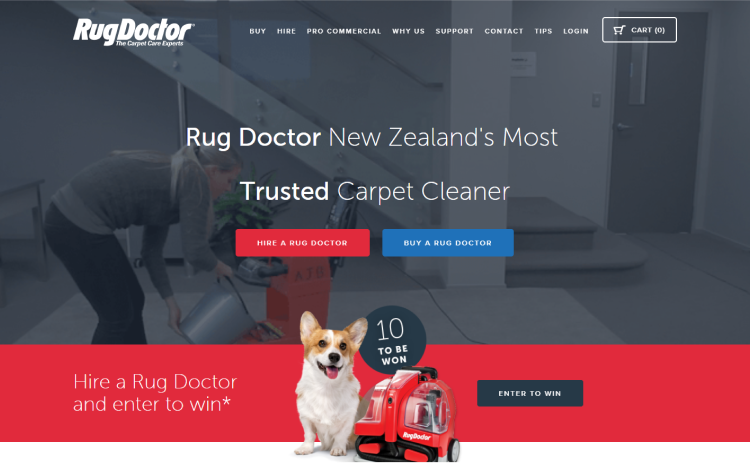 RugDoctor
The Carpet Care Experts
BUY HIRE PRO COMMERCIAL WHY US SUPPORT CONTACT TIPS LOGIN CART (0)
Rug Doctor New Zealand's Most
Trusted Carpet Cleaner
HIRE A RUG DOCTOR BUY A RUG DOCTOR
ATS
10
TO BE
WON
Hire a Rug Doctor
and enter to win*
ENTER TO WIN
RugDoctor